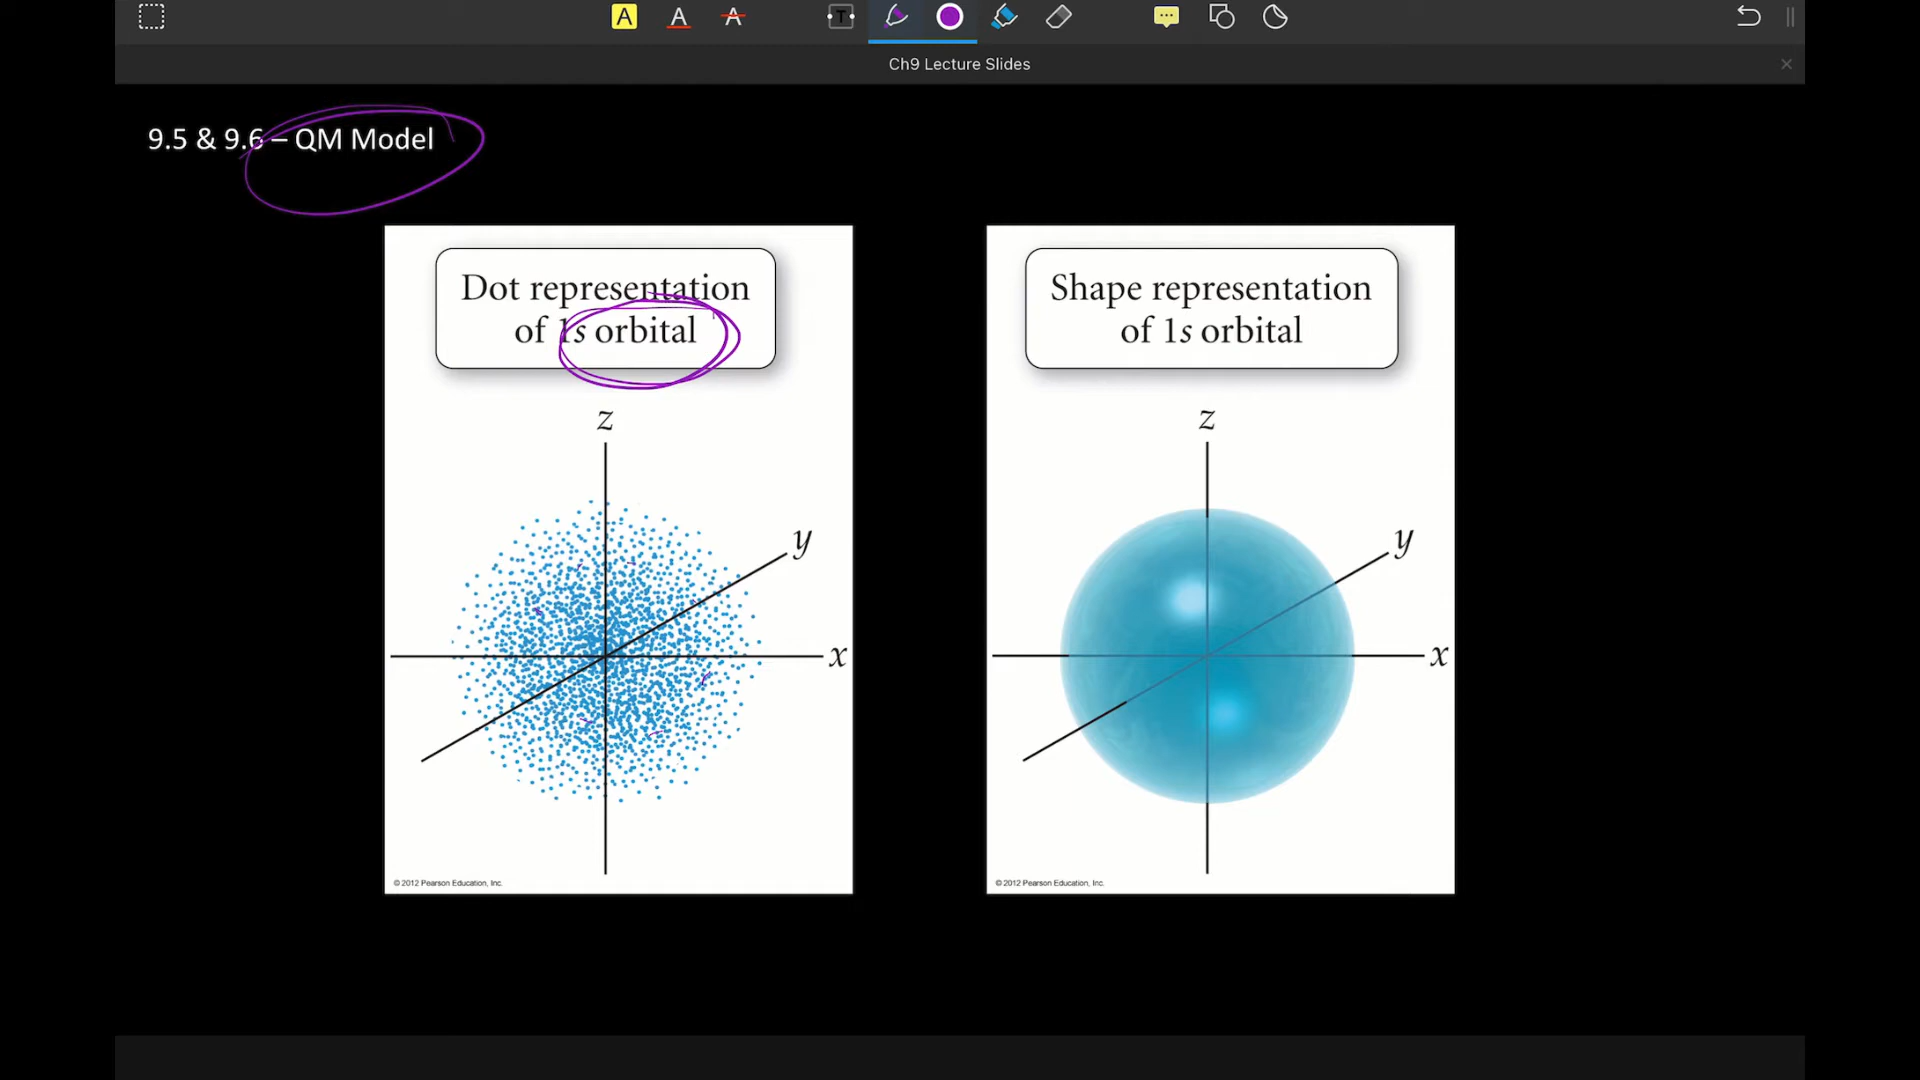 A A A T
Ch9 Lecture Slides
9.5 & 9.6 – QM Model
Dot representation
of 1s orbital
z
y
x
© 2012 Pearson Education, Inc.
Shape representation
of 1s orbital
z
y
x
© 2012 Pearson Education, Inc.